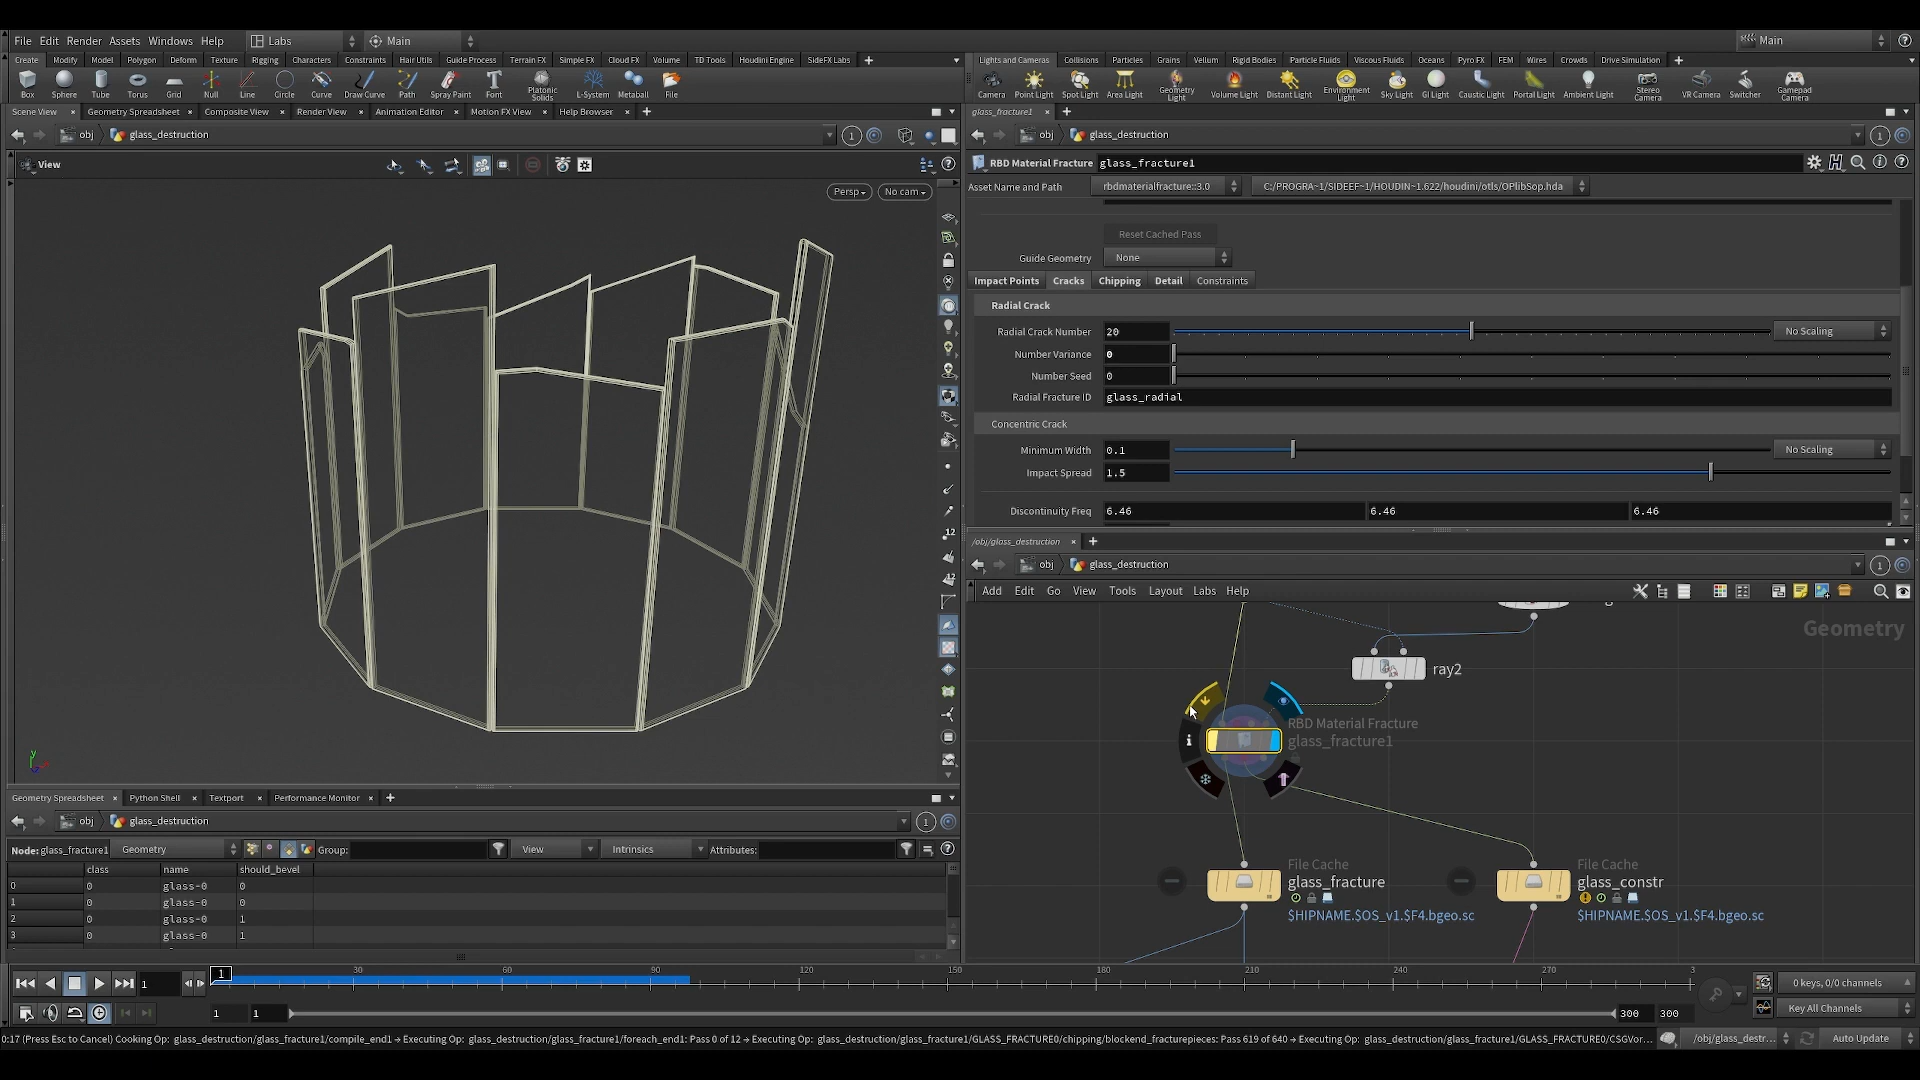 File Edit Render Assets Windows Help Labs Main Main
Create Modify Model Polygon Deform Texture Rigging Characters Constraints Hair Utils Guide Process Terrain FX Simple FX Cloud FX Volume TD Tools Houdini Engine SideFX Labs
Box Sphere Tube Torus Grid Null Line Circle Curve Draw Curve Path Spray Paint Font Platonic Solids L-System Metaball File
Lights and Cameras Collisions Particles Grains Vellum Rigid Bodies Particle Fluids Viscous Fluids Oceans Pyro FX FEM Wires Crowds Drive Simulation
Camera Point Light Spot Light Area Light Geometry Light Volume Light Distant Light Environment Light Sky Light GI Light Caustic Light Portal Light Ambient Light Stereo Camera VR Camera Switcher Gamepad Camera
Scene View Geometry Spreadsheet Composite View Render View Animation Editor Motion FX View Help Browser
obj glass_destruction 1
View
Persp No cam
12
12
y
glass_fracture1
obj glass_destruction 1
RBD Material Fracture glass_fracture1
Asset Name and Path rbdmaterialfracture::3.0 C:/PROGRA~1/SIDEEF~1/HOUDIN~1.622/houdini/otls/OPlibSop.hda
Reset Cached Pass
Guide Geometry None
Impact Points Cracks Chipping Detail Constraints
Radial Crack
Radial Crack Number 20 No Scaling
Number Variance 0
Number Seed 0
Radial Fracture ID glass_radial
Concentric Crack
Minimum Width 0.1 No Scaling
Impact Spread 1.5
Discontinuity Freq 6.46 6.46 6.46
/obj/glass_destruction
obj glass_destruction 1
Add Edit Go View Tools Layout Labs Help
Geometry
ray2
RBD Material Fracture
glass_fracture1
File Cache
glass_fracture
$HIPNAME.$OS_v1.$F4.bgeo.sc
File Cache
glass_constr
$HIPNAME.$OS_v1.$F4.bgeo.sc
Geometry Spreadsheet Python Shell Textport Performance Monitor
obj glass_destruction 1
Node: glass_fracture1 Geometry Group: View Intrinsics Attributes:
class name should_bevel
0 0 glass-0 0
1 0 glass-0 0
2 0 glass-0 1
3 0 glass-0 1
1 1 30 60 90 120 150 180 210 240 270 3 0 keys, 0/0 channels
1 1 300 300 Key All Channels
0:17 (Press Esc to Cancel) Cooking Op: glass_destruction/glass_fracture1/compile_end1 → Executing Op: glass_destruction/glass_fracture1/foreach_end1: Pass 0 of 12 → Executing Op: glass_destruction/glass_fracture1/GLASS_FRACTURE0/chipping/blockend_fracturepieces: Pass 619 of 640 → Executing Op: glass_destruction/glass_fracture1/GLASS_FRACTURE0/CSGVor... /obj/glass_destr... Auto Update